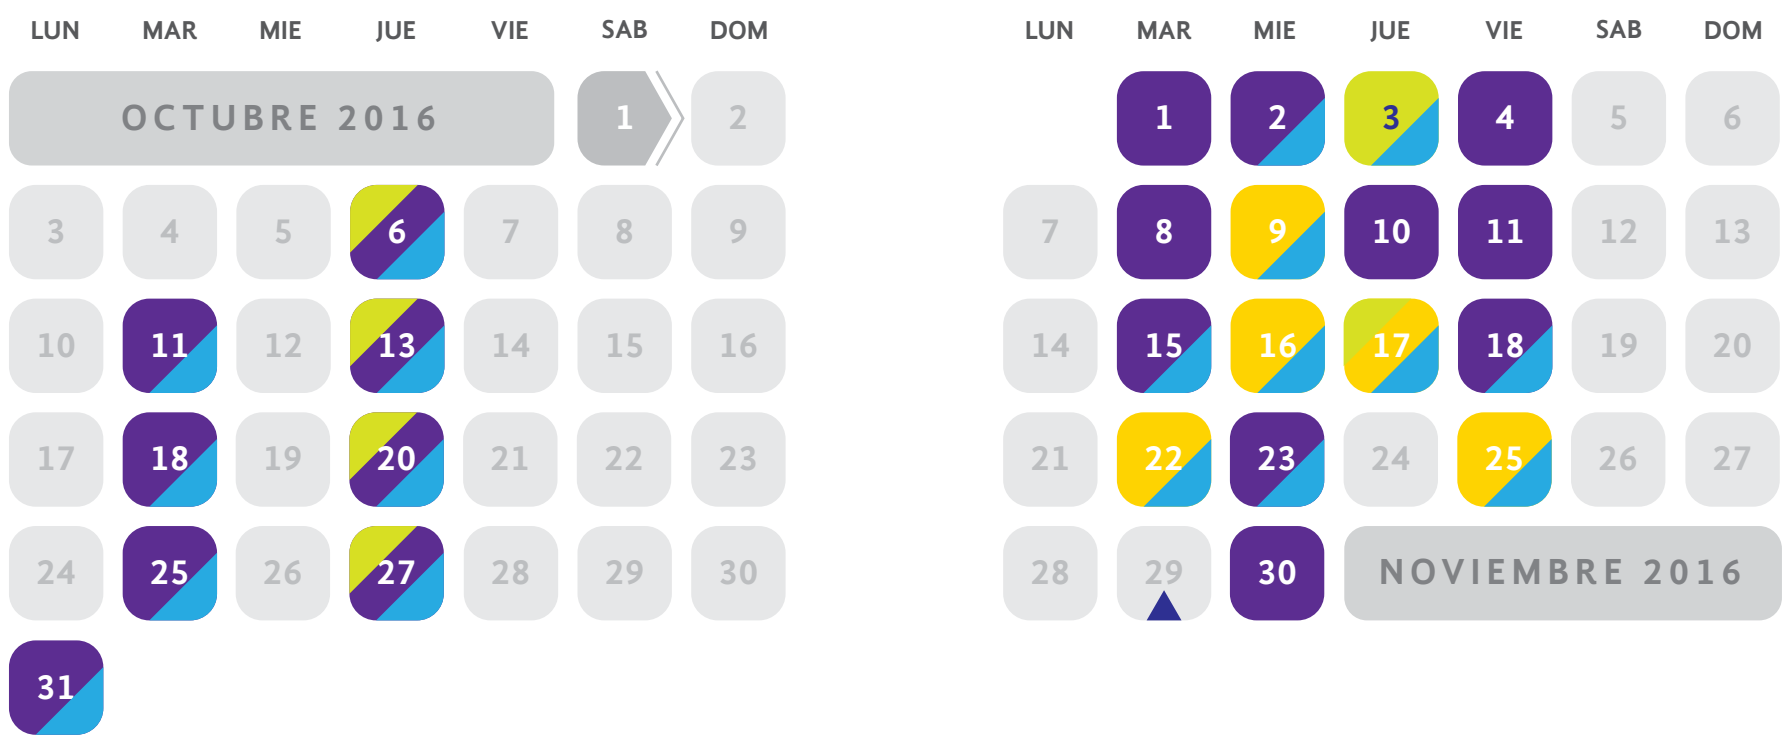 LUN MAR MIE JUE VIE SAB DOM
OCTUBRE 2016 1 2
3 4 5 6 7 8 9
10 11 12 13 14 15 16
17 18 19 20 21 22 23
24 25 26 27 28 29 30
31
LUN MAR MIE JUE VIE SAB DOM
1 2 3 4 5 6
7 8 9 10 11 12 13
14 15 16 17 18 19 20
21 22 23 24 25 26 27
28 29 30 NOVIEMBRE 2016